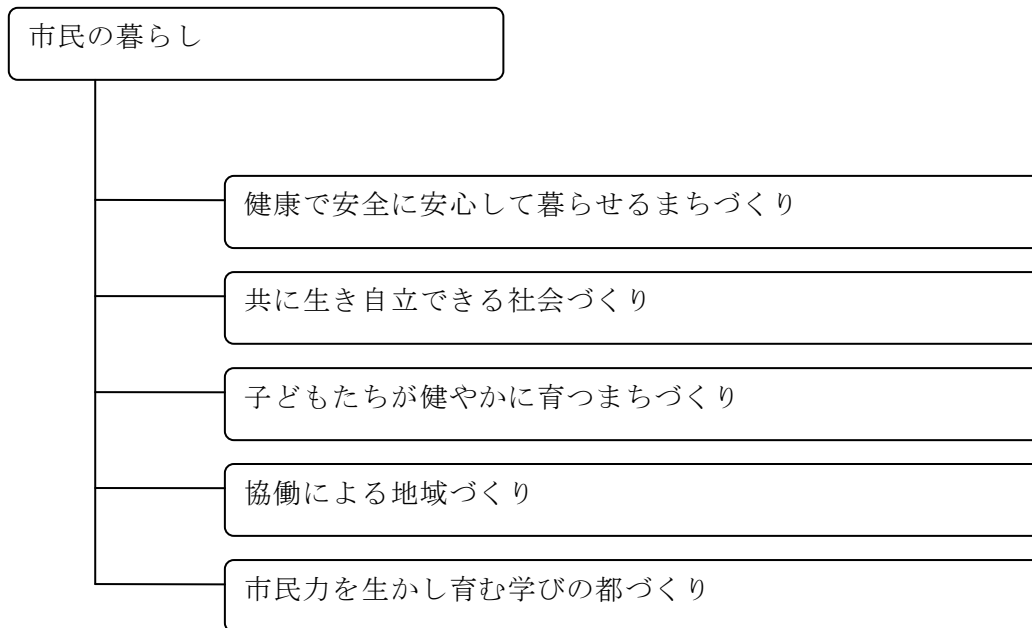 市民の暮らし
健康で安全に安心して暮らせるまちづくり
共に生き自立できる社会づくり
子どもたちが健やかに育つまちづくり
協働による地域づくり
市民力を生かし育む学びの都づくり